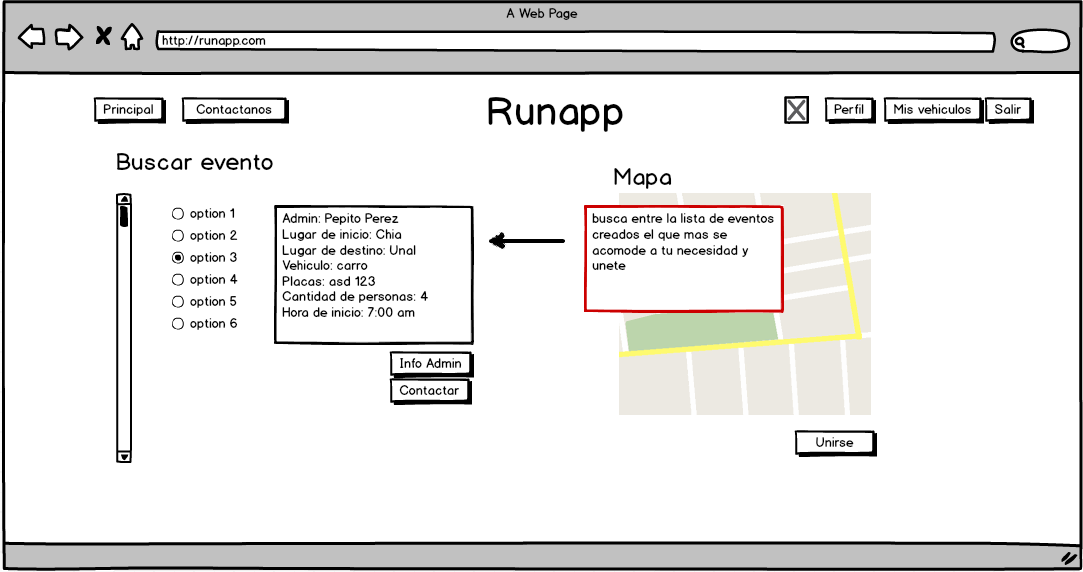 A Web Page
http://runapp.com
Principal
Contactanos
Runapp
Perfil
Mis vehiculos
Salir
Buscar evento
Mapa
option 1
option 2
option 3
option 4
option 5
option 6
Admin: Pepito Perez
Lugar de inicio: Chia
Lugar de destino: Unal
Vehiculo: carro
Placas: asd 123
Cantidad de personas: 4
Hora de inicio: 7:00 am
busca entre la lista de eventos
creados el que mas se
acomode a tu necesidad y
unete
Info Admin
Contactar
Unirse